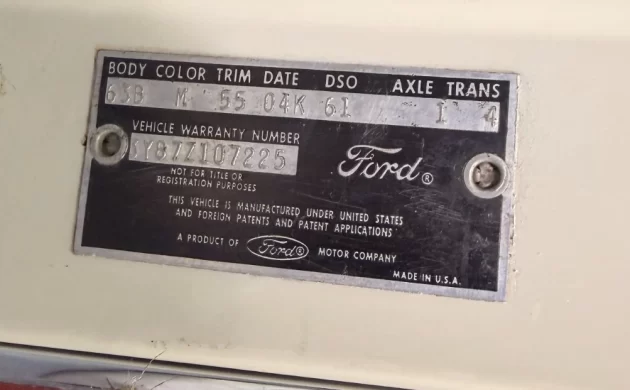 BODY COLOR TRIM DATE DSO AXLE TRANS
63B M 55 04K 61 1 4
VEHICLE WARRANTY NUMBER
5Y87Z107225
NOT FOR TITLE OR
REGISTRATION PURPOSES
Ford®
THIS VEHICLE IS MANUFACTURED UNDER UNITED STATES
AND FOREIGN PATENTS AND PATENT APPLICATIONS
A PRODUCT OF Ford® MOTOR COMPANY
MADE IN U.S.A.